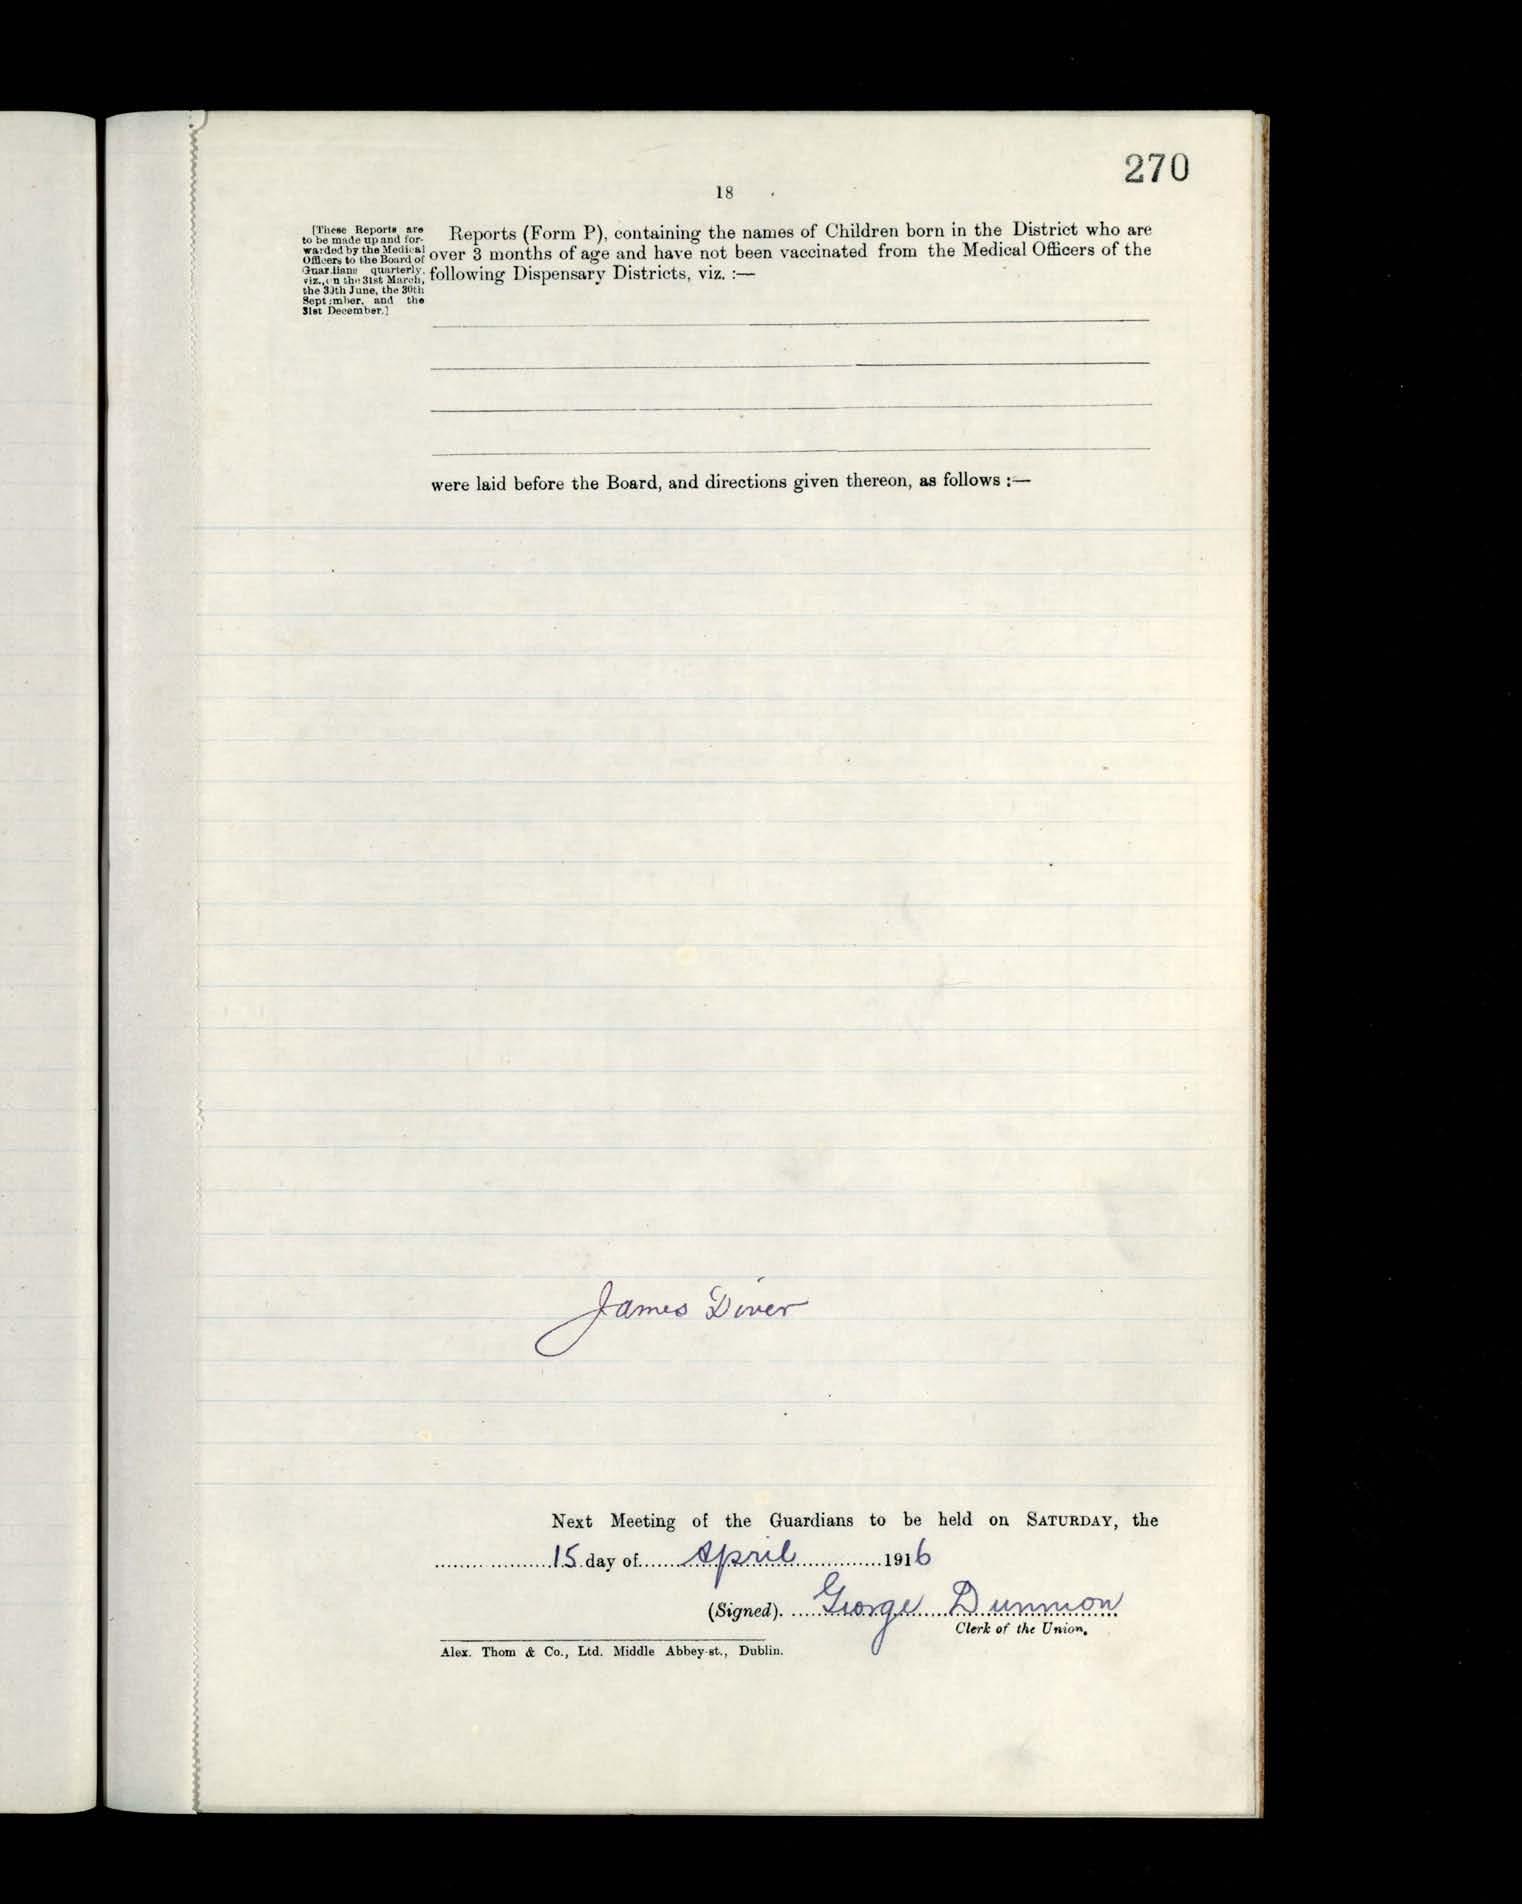 270
18
[These Reports are
to be made up and for-
warded by the Medical
Officers to the Board of
Guardians quarterly,
viz., on the 31st March,
the 30th June, the 30th
September, and the
31st December.]
Reports (Form P), containing the names of Children born in the District who are
over 3 months of age and have not been vaccinated from the Medical Officers of the
following Dispensary Districts, viz. :—
were laid before the Board, and directions given thereon, as follows :—
James Diver
Next Meeting of the Guardians to be held on SATURDAY, the
15 day of April 1916
(Signed). George Dunnion
Clerk of the Union.
Alex. Thom & Co., Ltd. Middle Abbey-st., Dublin.